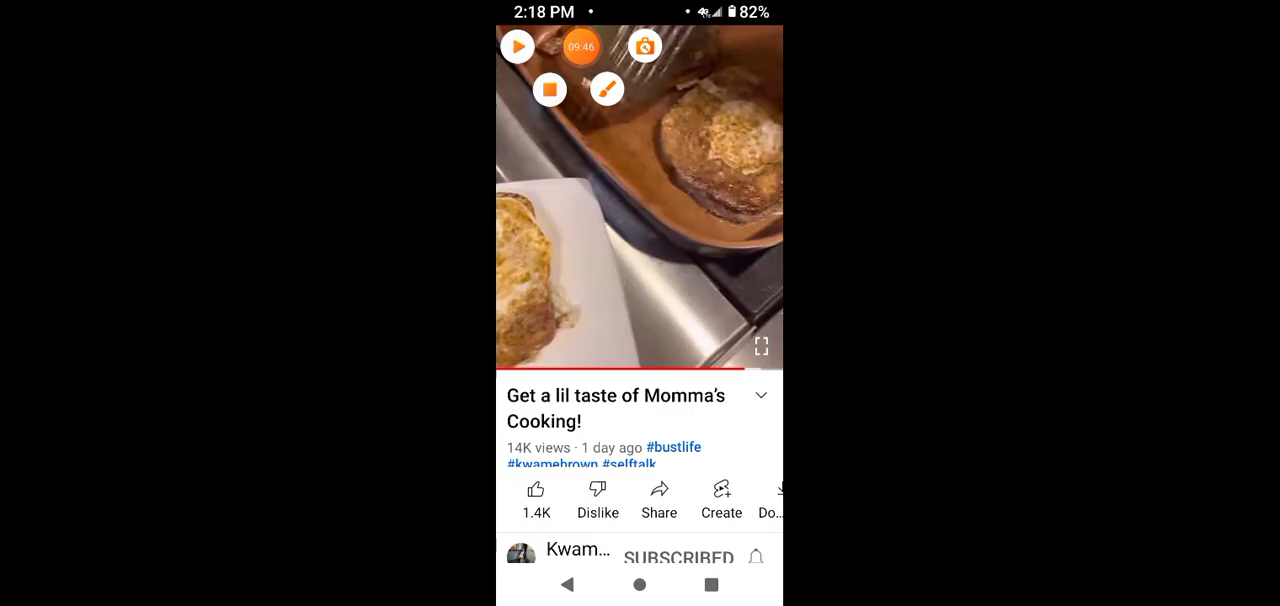 2:18 PM
82%
09:46
Get a lil taste of Momma's
Cooking!
14K views · 1 day ago #bustlife
#kwamebrown #selftalk
1.4K Dislike Share Create Do...
Kwam... SUBSCRIBED